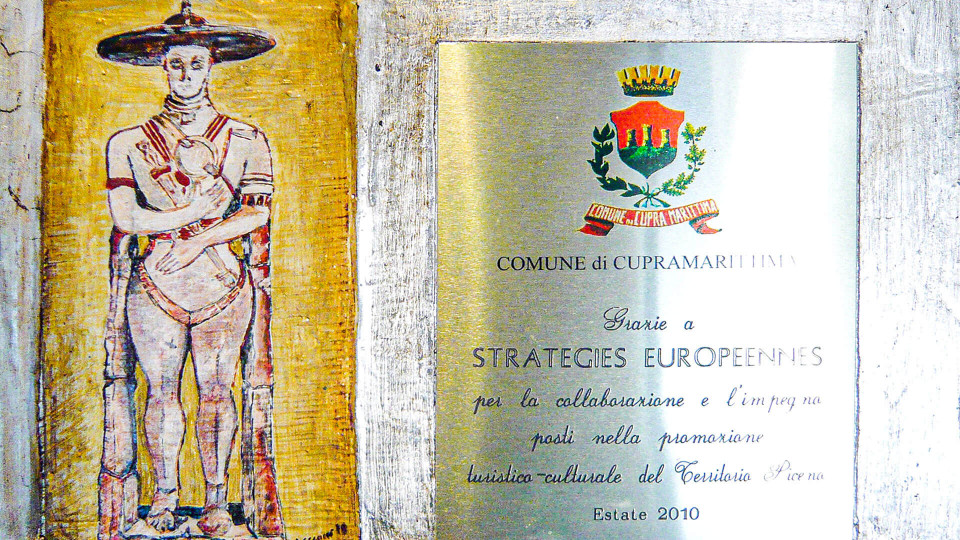 COMUNE DI CUPRA MARITTIMA
COMUNE di CUPRAMARITTIMA
Grazie a
STRATEGIES EUROPEENNES
per la collaborazione e l'impegno
posti nella promozione
turistico-culturale del Territorio Piceno
Estate 2010